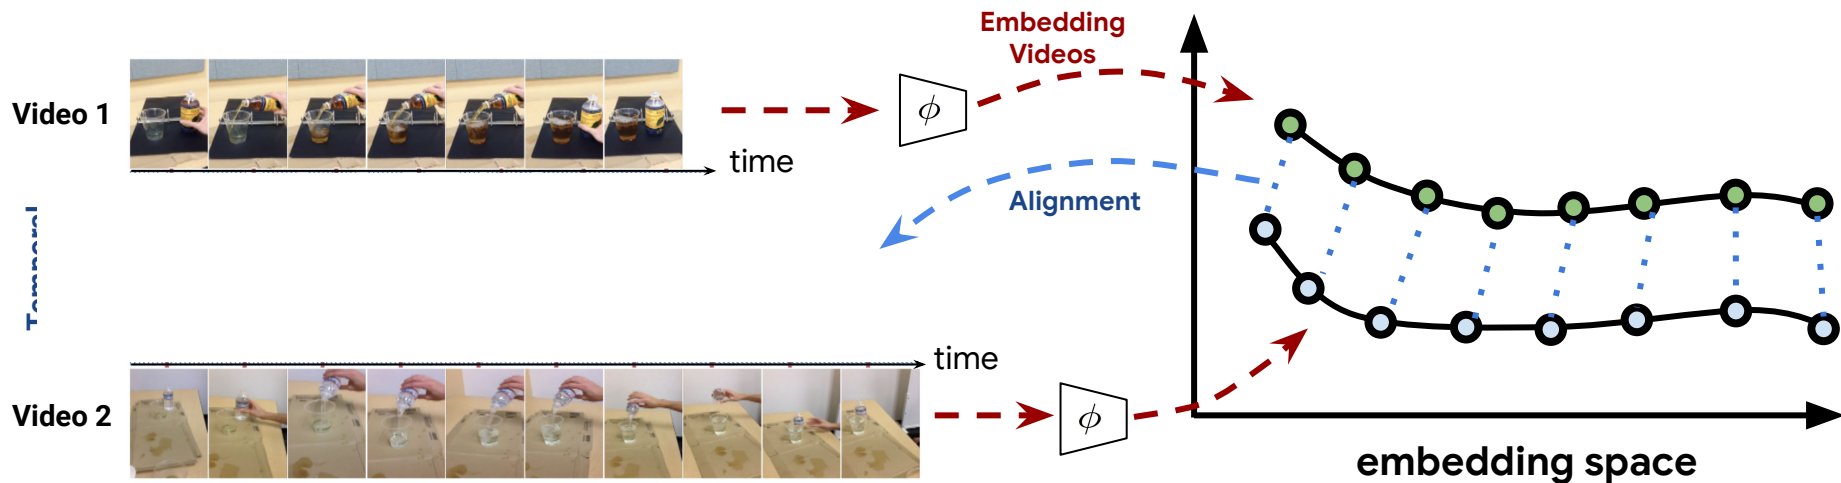 Embedding
Videos
Video 1
ϕ
time
Alignment
time
Video 2
ϕ
embedding space